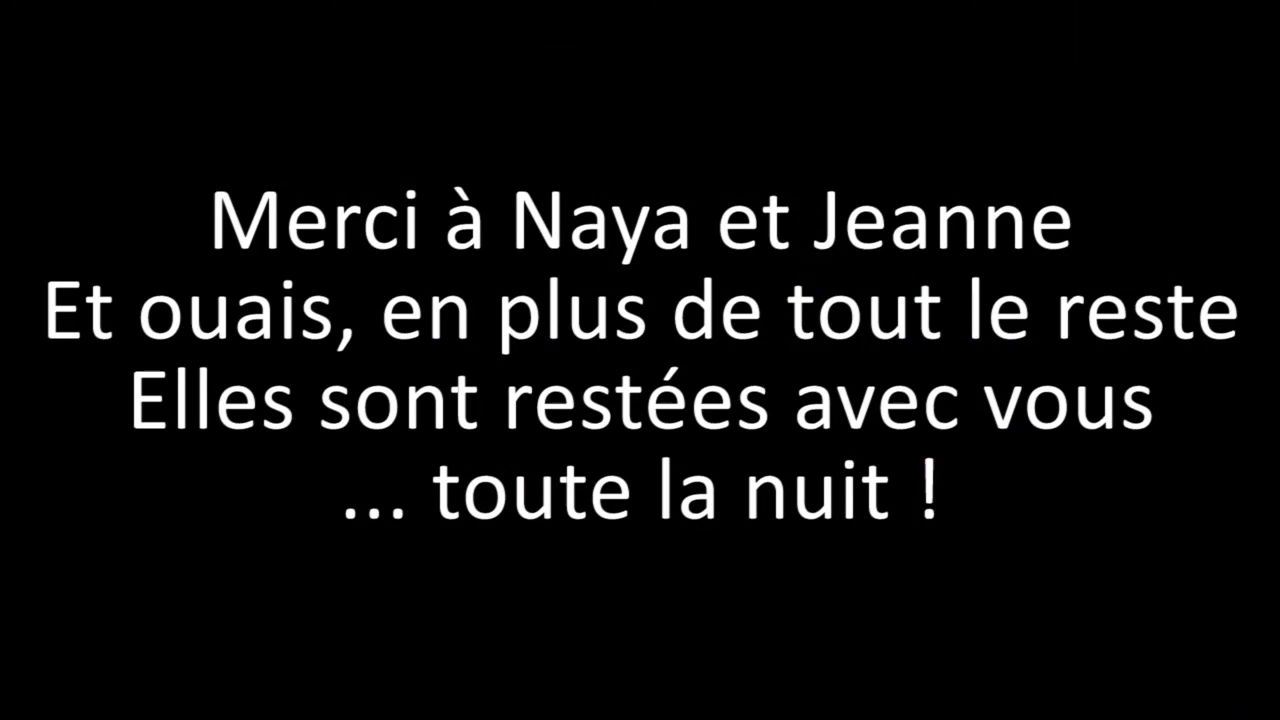 Merci à Naya et Jeanne
Et ouais, en plus de tout le reste
Elles sont restées avec vous
... toute la nuit !